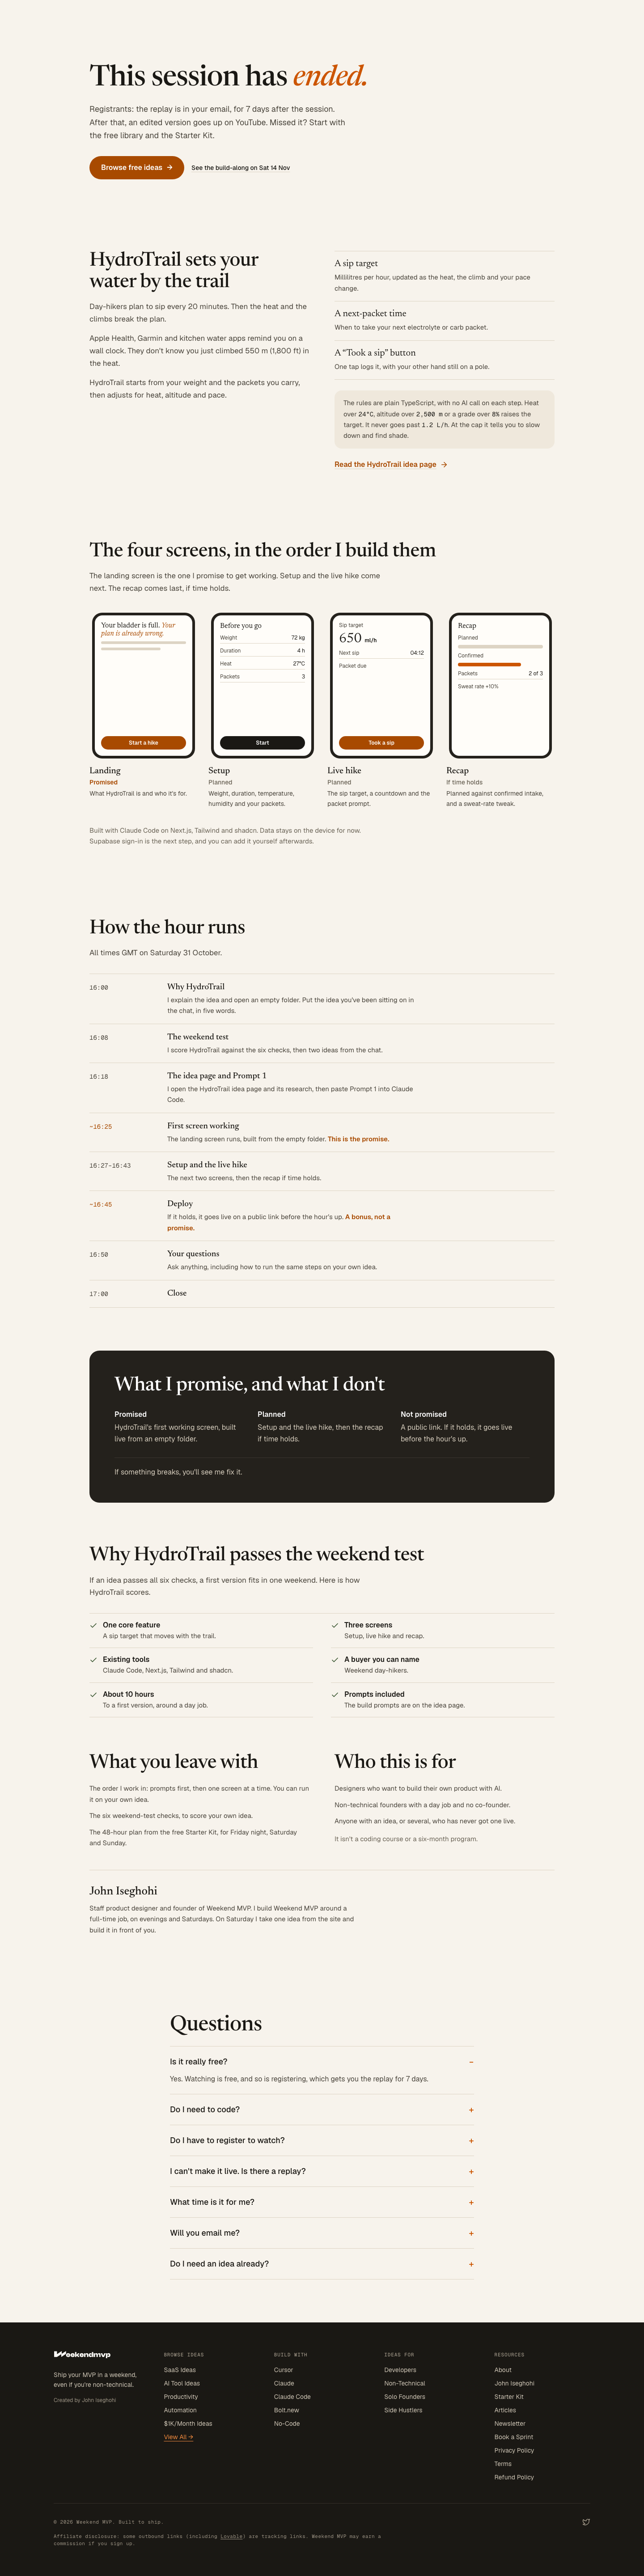 This session has ended.
Registrants: the replay is in your email, for 7 days after the session.
After that, an edited version goes up on YouTube. Missed it? Start with
the free library and the Starter Kit.
Browse free ideas →
See the build-along on Sat 14 Nov
HydroTrail sets your
water by the trail
Day-hikers plan to sip every 20 minutes. Then the heat and the
climbs break the plan.
Apple Health, Garmin and kitchen water apps remind you on a
wall clock. They don't know you just climbed 550 m (1,800 ft) in
the heat.
HydroTrail starts from your weight and the packets you carry,
then adjusts for heat, altitude and pace.
A sip target
Millilitres per hour, updated as the heat, the climb and your pace
change.
A next-packet time
When to take your next electrolyte or carb packet.
A “Took a sip” button
One tap logs it, with your other hand still on a pole.
The rules are plain TypeScript, with no AI call on each step. Heat
over 24°C, altitude over 2,500 m or a grade over 8% raises the
target. It never goes past 1.2 L/h. At the cap it tells you to slow
down and find shade.
Read the HydroTrail idea page →
The four screens, in the order I build them
The landing screen is the one I promise to get working. Setup and the live hike come
next. The recap comes last, if time holds.
Your bladder is full. Your
plan is already wrong.
Start a hike
Landing
Promised
What HydroTrail is and who it's for.
Before you go
Weight 72 kg
Duration 4 h
Heat 27°C
Packets 3
Start
Setup
Planned
Weight, duration, temperature,
humidity and your packets.
Sip target
650 ml/h
Next sip 04:12
Packet due
Took a sip
Live hike
Planned
The sip target, a countdown and the
packet prompt.
Recap
Planned
Confirmed
Packets 2 of 3
Sweat rate +10%
Recap
If time holds
Planned against confirmed intake,
and a sweat-rate tweak.
Built with Claude Code on Next.js, Tailwind and shadcn. Data stays on the device for now.
Supabase sign-in is the next step, and you can add it yourself afterwards.
How the hour runs
All times GMT on Saturday 31 October.
16:00
Why HydroTrail
I explain the idea and open an empty folder. Put the idea you've been sitting on in
the chat, in five words.
16:08
The weekend test
I score HydroTrail against the six checks, then two ideas from the chat.
16:18
The idea page and Prompt 1
I open the HydroTrail idea page and its research, then paste Prompt 1 into Claude
Code.
~16:25
First screen working
The landing screen runs, built from the empty folder. This is the promise.
16:27–16:43
Setup and the live hike
The next two screens, then the recap if time holds.
~16:45
Deploy
If it holds, it goes live on a public link before the hour's up. A bonus, not a
promise.
16:50
Your questions
Ask anything, including how to run the same steps on your own idea.
17:00
Close
What I promise, and what I don't
Promised
HydroTrail's first working screen, built
live from an empty folder.
Planned
Setup and the live hike, then the recap
if time holds.
Not promised
A public link. If it holds, it goes live
before the hour's up.
If something breaks, you'll see me fix it.
Why HydroTrail passes the weekend test
If an idea passes all six checks, a first version fits in one weekend. Here is how
HydroTrail scores.
One core feature
A sip target that moves with the trail.
Three screens
Setup, live hike and recap.
Existing tools
Claude Code, Next.js, Tailwind and shadcn.
A buyer you can name
Weekend day-hikers.
About 10 hours
To a first version, around a day job.
Prompts included
The build prompts are on the idea page.
What you leave with
The order I work in: prompts first, then one screen at a time. You can run
it on your own idea.
The six weekend-test checks, to score your own idea.
The 48-hour plan from the free Starter Kit, for Friday night, Saturday
and Sunday.
Who this is for
Designers who want to build their own product with AI.
Non-technical founders with a day job and no co-founder.
Anyone with an idea, or several, who has never got one live.
It isn't a coding course or a six-month program.
John Iseghohi
Staff product designer and founder of Weekend MVP. I build Weekend MVP around a
full-time job, on evenings and Saturdays. On Saturday I take one idea from the site and
build it in front of you.
Questions
Is it really free? −
Yes. Watching is free, and so is registering, which gets you the replay for 7 days.
Do I need to code? +
Do I have to register to watch? +
I can't make it live. Is there a replay? +
What time is it for me? +
Will you email me? +
Do I need an idea already? +
Weekendmvp
Ship your MVP in a weekend,
even if you're non-technical.
Created by John Iseghohi
BROWSE IDEAS
SaaS Ideas
AI Tool Ideas
Productivity
Automation
$1K/Month Ideas
View All →
BUILD WITH
Cursor
Claude
Claude Code
Bolt.new
No-Code
IDEAS FOR
Developers
Non-Technical
Solo Founders
Side Hustlers
RESOURCES
About
John Iseghohi
Starter Kit
Articles
Newsletter
Book a Sprint
Privacy Policy
Terms
Refund Policy
© 2026 Weekend MVP. Built to ship.
Affiliate disclosure: some outbound links (including Lovable) are tracking links. Weekend MVP may earn a
commission if you sign up.